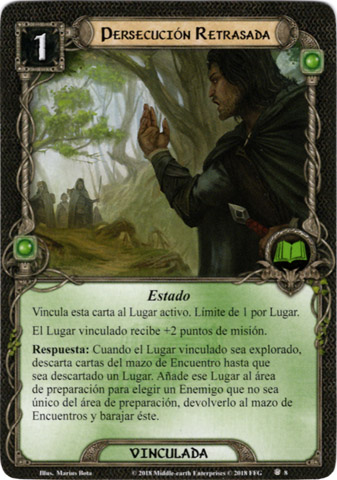 1
PERSECUCIÓN RETRASADA
Estado
Vincula esta carta al Lugar activo. Límite de 1 por Lugar.
El Lugar vinculado recibe +2 puntos de misión.
Respuesta: Cuando el Lugar vinculado sea explorado,
descarta cartas del mazo de Encuentro hasta que
sea descartado un Lugar. Añade ese Lugar al área
de preparación para elegir un Enemigo que no sea
único del área de preparación, devolverlo al mazo de
Encuentros y barajar éste.
VINCULADA
Illus. Marius Bota
© 2018 Middle-earth Enterprises © 2018 FFG
8